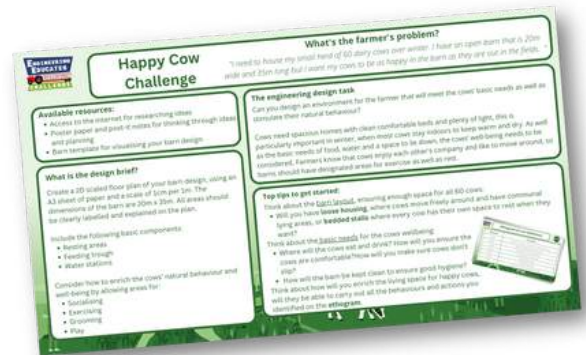 ENGINEERING
EDUCATES
CHALLENGE
Happy Cow
Challenge
What's the farmer's problem?
"I need to house my small herd of 60 dairy cows over winter. I have an open barn that is 20m
wide and 35m long but I want my cows to be as happy in the barn as they are out in the fields. "
Available resources:
• Access to the internet for researching ideas
• Poster paper and post-it notes for thinking through ideas
and planning
• Barn template for visualising your barn design
The engineering design task
Can you design an environment for the farmer that will meet the cows' basic needs as well as
stimulate their natural behaviour?
Cows need spacious homes with clean comfortable beds and plenty of light, this is
particularly important in winter, when most cows stay indoors to keep warm and dry. As well
as the basic needs of food, water and a space to lie down, the cows' well-being needs to be
considered. Farmers know that cows enjoy each other's company and like to move around, so
barns should have designated areas for exercise as well as rest.
What is the design brief?
Create a 2D scaled floor plan of your barn design, using an
A3 sheet of paper and a scale of 1cm per 1m. The
dimensions of the barn are 20m x 35m. All areas should
be clearly labelled and explained on the plan.
Include the following basic components
• Resting areas
• Feeding trough
• Water stations
Consider how to enrich the cows' natural behaviour and
well-being by allowing areas for:
• Socialising
• Exercising
• Grooming
• Play
Top tips to get started:
Think about the barn layout, ensuring enough space for all 60 cows.
• Will you have loose housing, where cows move freely around and have communal
lying areas, or bedded stalls where every cow has their own space to rest when they
want?
Think about the basic needs for the cows wellbeing:
• Where will the cows eat and drink? How will you ensure the
cows are comfortable? How will you make sure cows don't
slip?
• How will the barn be kept clean to ensure good hygiene?
Think about how will you enrich the living space for happy cows,
will they be able to carry out all the behaviours and actions you
identified on the ethogram.